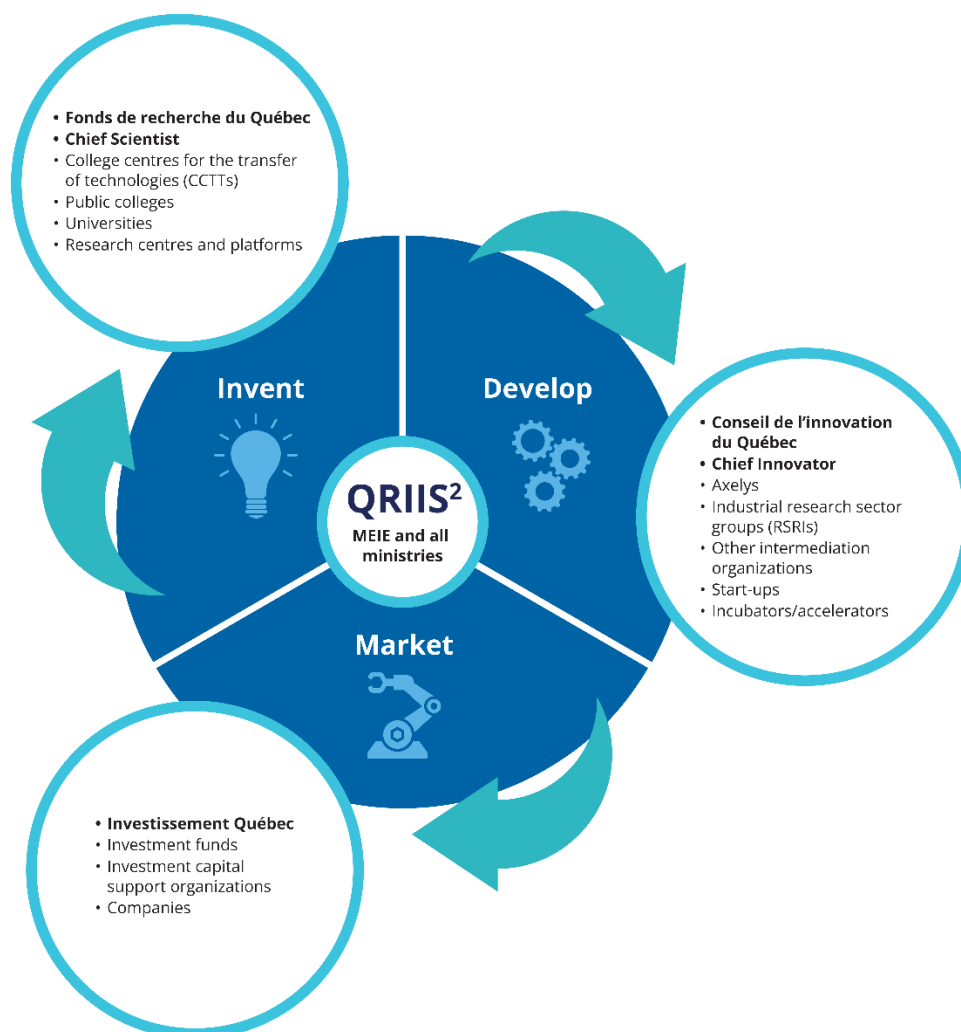 • Fonds de recherche du Québec
• Chief Scientist
• College centres for the transfer
of technologies (CCTTs)
• Public colleges
• Universities
• Research centres and platforms
Invent
Develop
QRIIS²
MEIE and all
ministries
Market
• Conseil de l’innovation
du Québec
• Chief Innovator
• Axelys
• Industrial research sector
groups (RSRIs)
• Other intermediation
organizations
• Start-ups
• Incubators/accelerators
• Investissement Québec
• Investment funds
• Investment capital
support organizations
• Companies